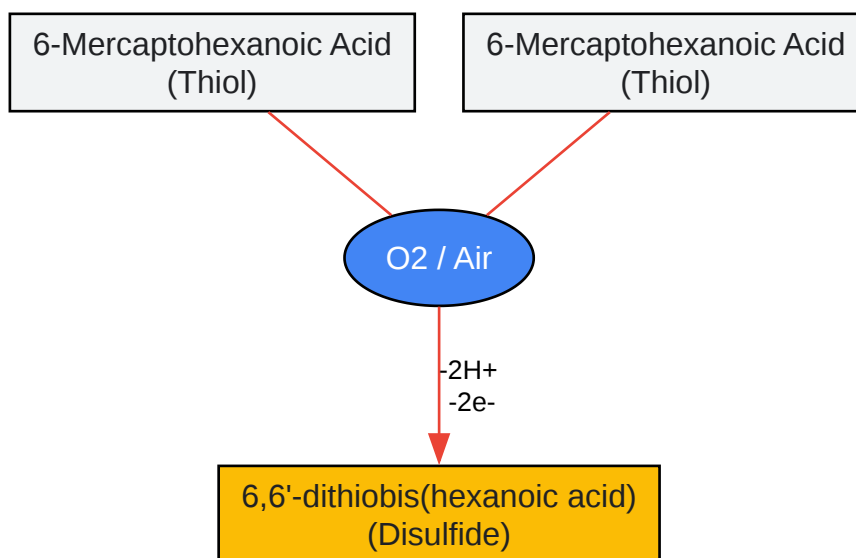 6-Mercaptohexanoic Acid
(Thiol)
6-Mercaptohexanoic Acid
(Thiol)
O2 / Air
-2H+
-2e-
6,6'-dithiobis(hexanoic acid)
(Disulfide)